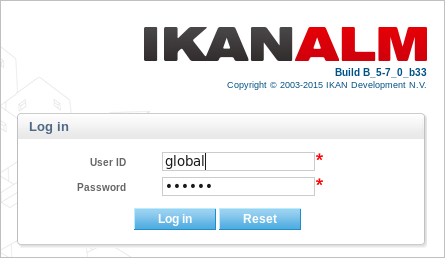 IKANALM
Build B_5-7_0_b33
Copyright © 2003-2015 IKAN Development N.V.
Log in
User ID global *
Password •••••• *
Log in Reset